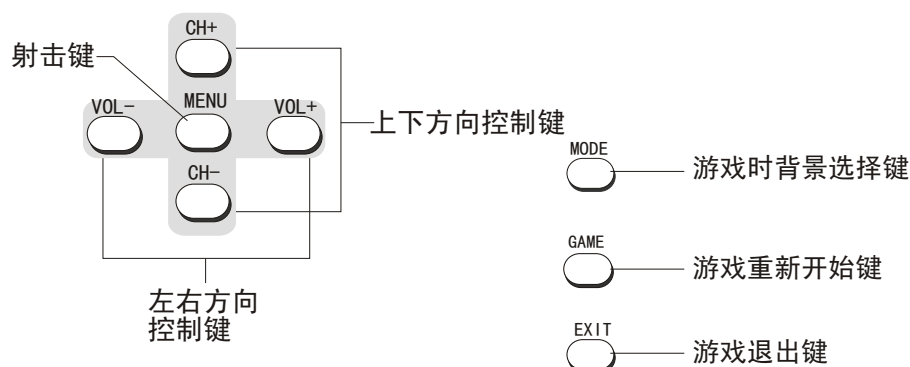 CH+
射击键
VOL-
MENU
VOL+
上下方向控制键
CH-
左右方向
控制键
MODE
游戏时背景选择键
GAME
游戏重新开始键
EXIT
游戏退出键